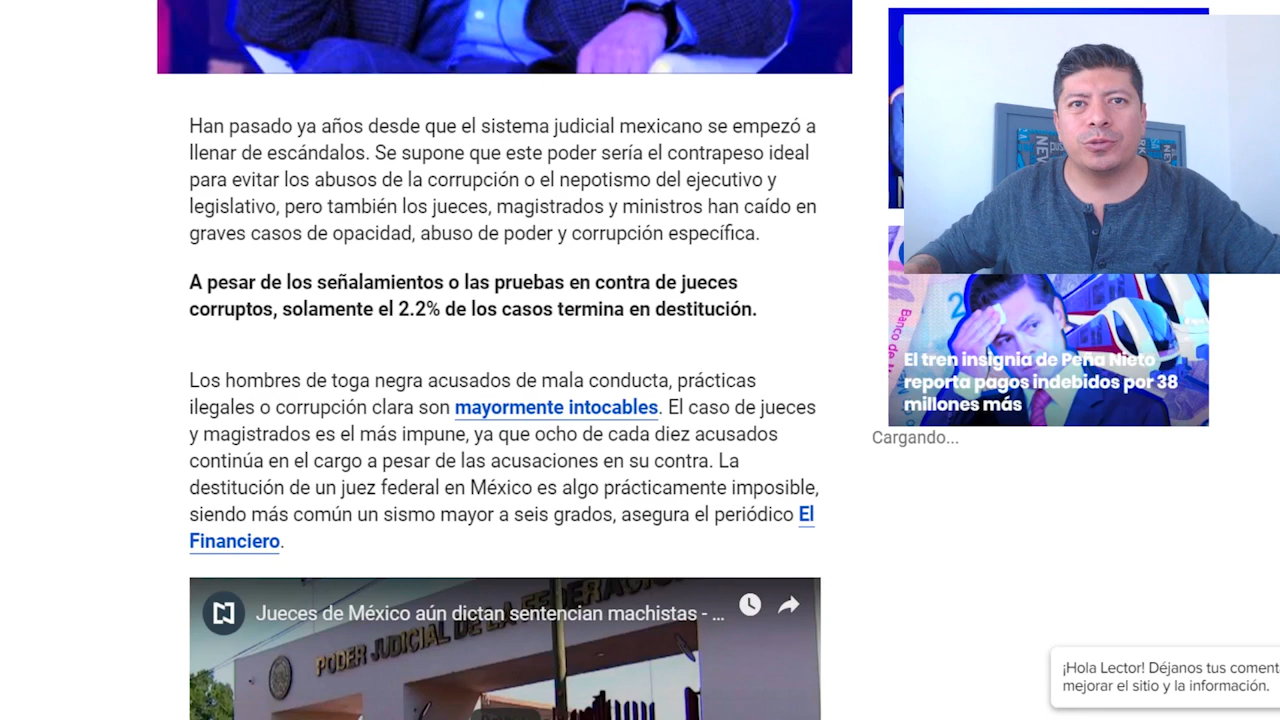 Han pasado ya años desde que el sistema judicial mexicano se empezó a
llenar de escándalos. Se supone que este poder sería el contrapeso ideal
para evitar los abusos de la corrupción o el nepotismo del ejecutivo y
legislativo, pero también los jueces, magistrados y ministros han caído en
graves casos de opacidad, abuso de poder y corrupción específica.
A pesar de los señalamientos o las pruebas en contra de jueces
corruptos, solamente el 2.2% de los casos termina en destitución.
Los hombres de toga negra acusados de mala conducta, prácticas
ilegales o corrupción clara son mayormente intocables. El caso de jueces
y magistrados es el más impune, ya que ocho de cada diez acusados
continúa en el cargo a pesar de las acusaciones en su contra. La
destitución de un juez federal en México es algo prácticamente imposible,
siendo más común un sismo mayor a seis grados, asegura el periódico El
Financiero.
Jueces de México aún dictan sentencian machistas - ...
PODER JUDICIAL DE LA FEDERACIÓN
NEW
Banco de
El tren insignia de Peña Nieto
reporta pagos indebidos por 38
millones más
Cargando...
¡Hola Lector! Déjanos tus coment
mejorar el sitio y la información.